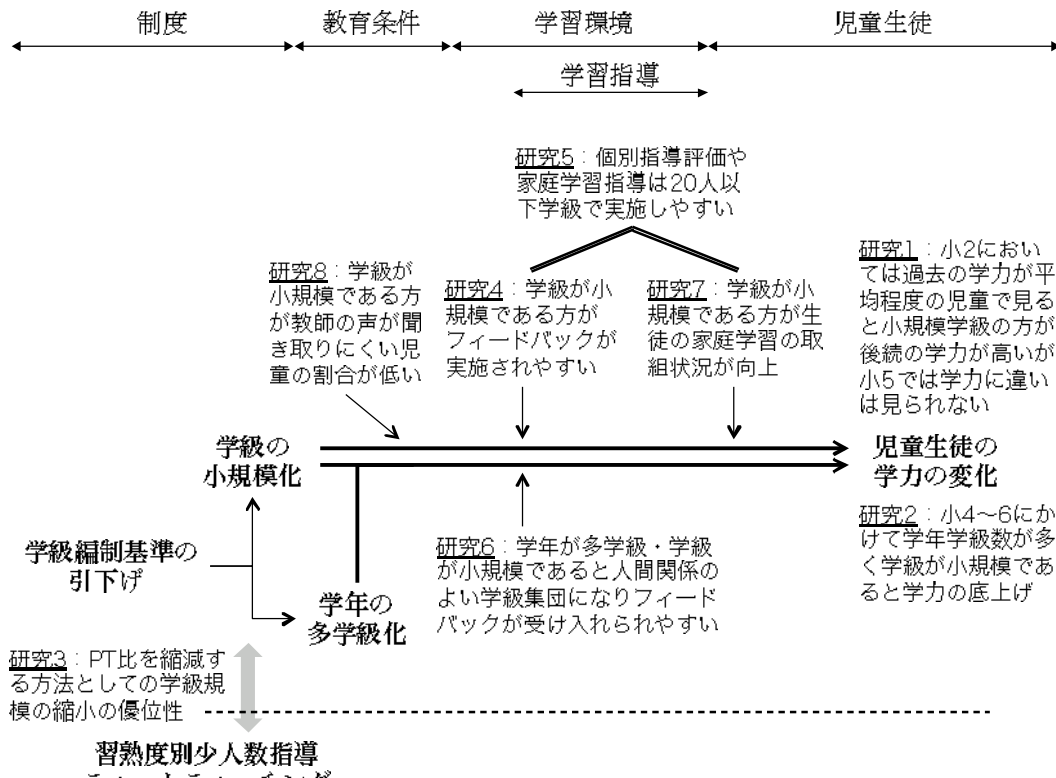 制度
教育条件
学習環境
児童生徒
学習指導
研究5：個別指導評価や
家庭学習指導は20人以
下学級で実施しやすい
研究8：学級が
小規模である方
が教師の声が聞
き取りにくい児
童の割合が低い
研究4：学級が小
規模である方が
フィードバックが
実施されやすい
研究7：学級が小
規模である方が生
徒の家庭学習の取
組状況が向上
研究1：小2におい
ては過去の学力が平
均程度の児童で見る
と小規模学級の方が
後続の学力が高いが
小5では学力に違い
は見られない
学級の
小規模化
児童生徒の
学力の変化
学級編制基準の
引下げ
学年の
多学級化
研究6：学年が多学級・学級
が小規模であると人間関係の
よい学級集団になりフィード
バックが受け入れられやすい
研究2：小4～6にか
けて学年学級数が多
く学級が小規模であ
ると学力の底上げ
研究3：PT比を縮減す
る方法としての学級規
模の縮小の優位性
習熟度別少人数指導